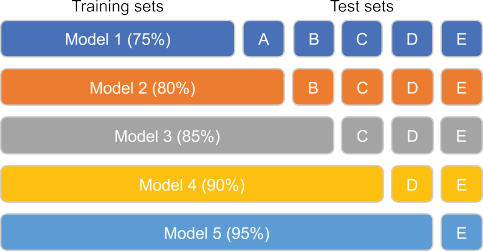 Training sets Test sets
Model 1 (75%) A B C D E
Model 2 (80%) B C D E
Model 3 (85%) C D E
Model 4 (90%) D E
Model 5 (95%) E